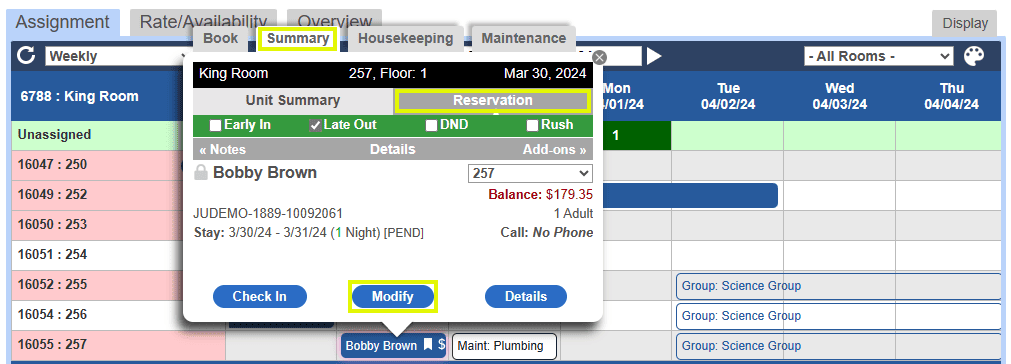 Assignment Rate/Availability Overview Display
Book Summary Housekeeping Maintenance
Weekly - All Rooms -
King Room 257, Floor: 1 Mar 30, 2024
6788 : King Room
Mon Tue Wed Thu
/01/24 04/02/24 04/03/24 04/04/24
Unit Summary Reservation
Early In Late Out DND Rush
Unassigned 1
« Notes Details Add-ons »
16047 : 250
Bobby Brown 257
16049 : 252
Balance: $179.35
JUDEMO-1889-10092061 1 Adult
16050 : 253
Stay: 3/30/24 - 3/31/24 (1 Night) [PEND] Call: No Phone
16051 : 254
16052 : 255
Group: Science Group
Check In Modify Details
16054 : 256
Group: Science Group
16055 : 257
Bobby Brown $ Maint: Plumbing